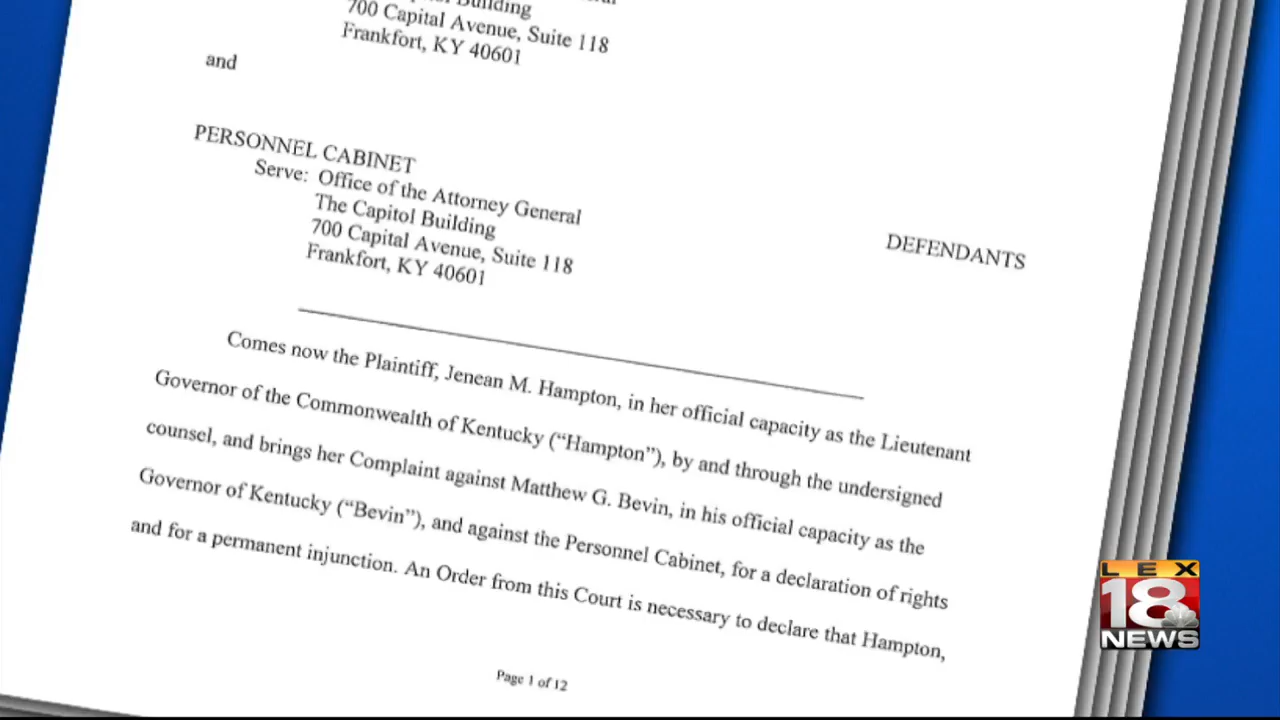 Building
700 Capital Avenue, Suite 118
Frankfort, KY 40601
and
PERSONNEL CABINET
Serve: Office of the Attorney General
The Capitol Building
700 Capital Avenue, Suite 118
Frankfort, KY 40601
DEFENDANTS
Comes now the Plaintiff, Jenean M. Hampton, in her official capacity as the Lieutenant
Governor of the Commonwealth of Kentucky (“Hampton”), by and through the undersigned
counsel, and brings her Complaint against Matthew G. Bevin, in his official capacity as the
Governor of Kentucky (“Bevin”), and against the Personnel Cabinet, for a declaration of rights
and for a permanent injunction. An Order from this Court is necessary to declare that Hampton,
Page 1 of 12
LEX
18
NEWS